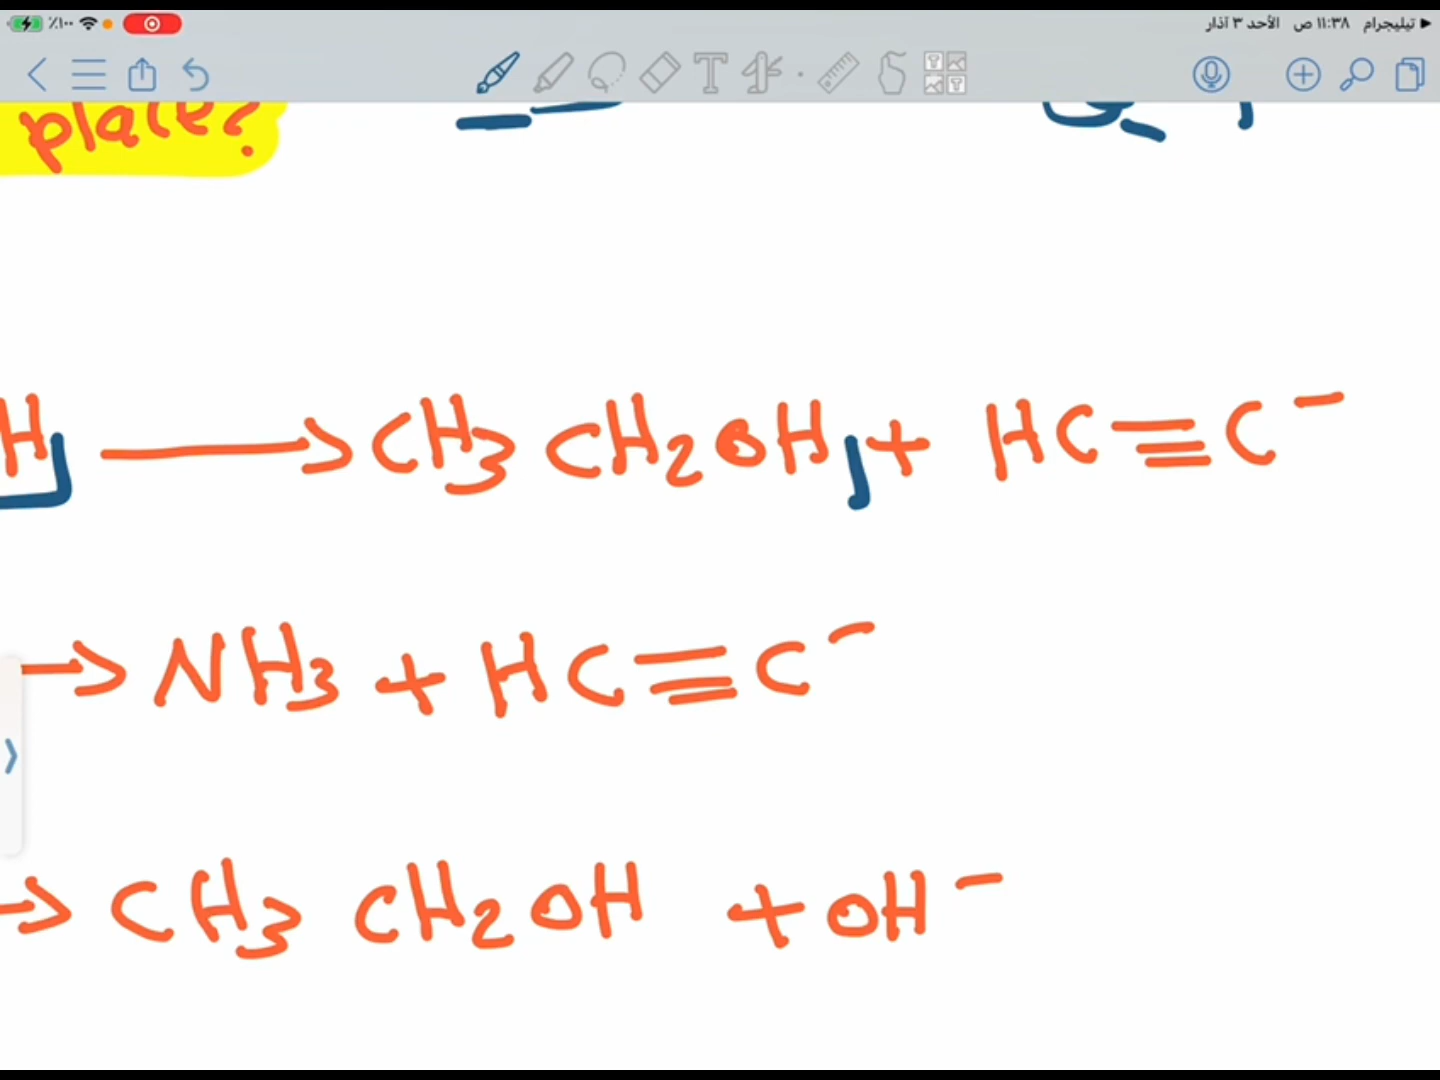 ٪١٠٠ الأحد ٣ آذار ١١:٣٨ ص تيليجرام ◀
place?
H ⟶ CH3 CH2OH + HC≡C⁻
→ NH3 + HC≡C⁻
→ CH3 CH2OH + OH⁻